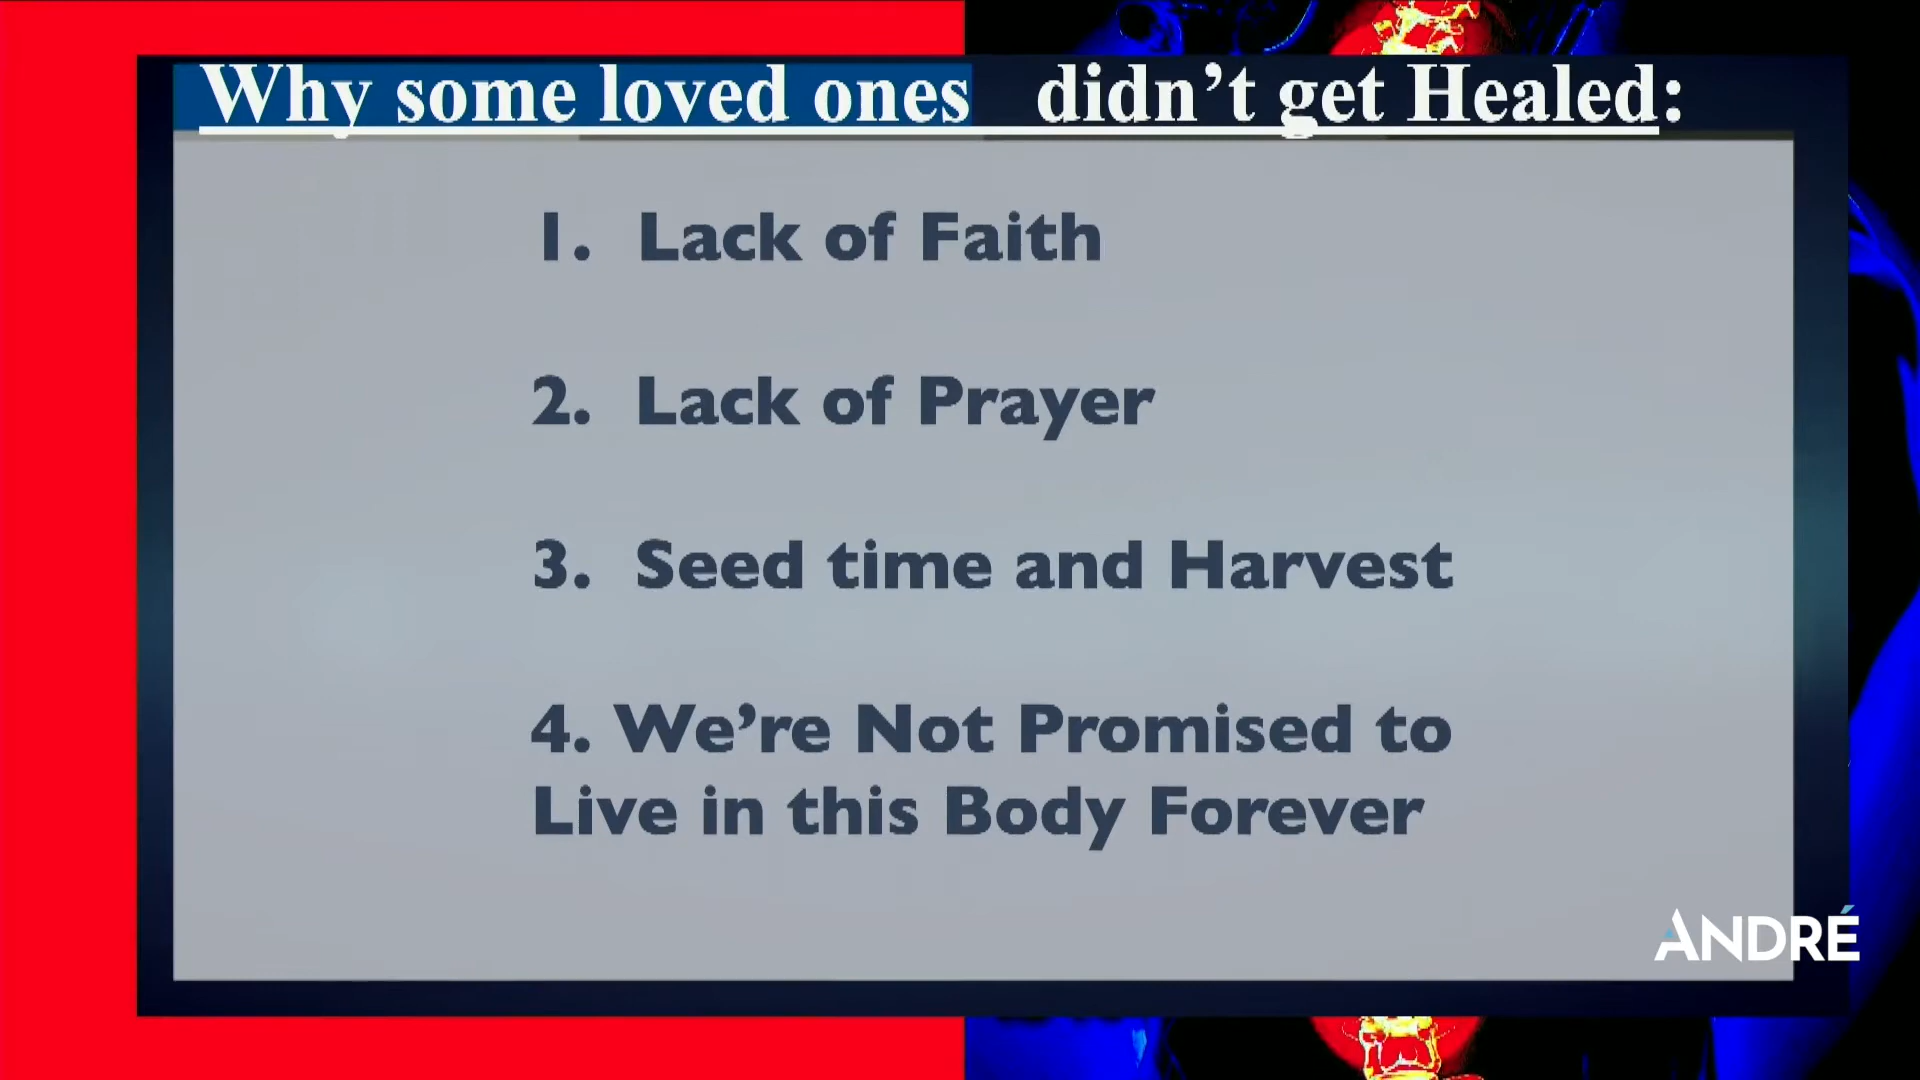 Why some loved ones didn’t get Healed:
1. Lack of Faith
2. Lack of Prayer
3. Seed time and Harvest
4. We’re Not Promised to
Live in this Body Forever
ANDRÉ